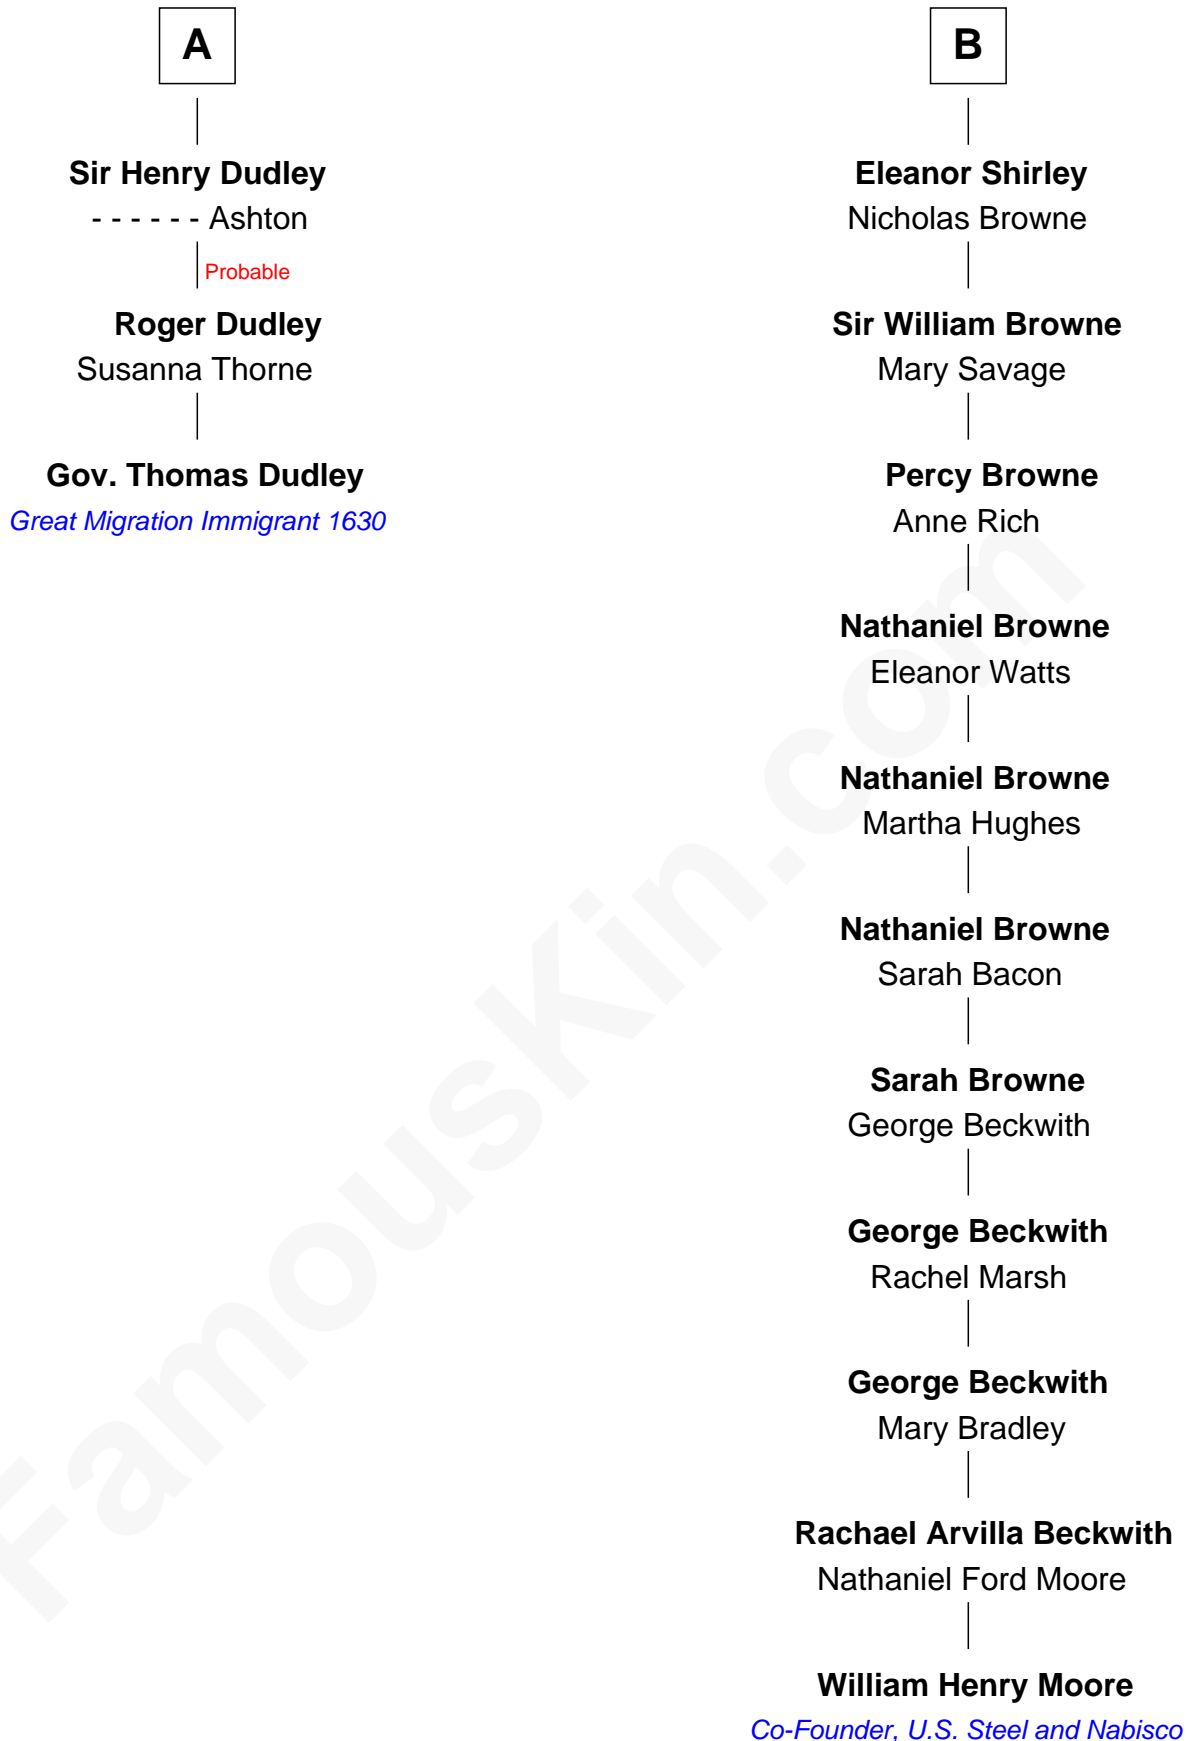 A
Sir Henry Dudley
- - - - - - Ashton
Probable
Roger Dudley
Susanna Thorne
Gov. Thomas Dudley
Great Migration Immigrant 1630
B
Eleanor Shirley
Nicholas Browne
Sir William Browne
Mary Savage
Percy Browne
Anne Rich
Nathaniel Browne
Eleanor Watts
Nathaniel Browne
Martha Hughes
Nathaniel Browne
Sarah Bacon
Sarah Browne
George Beckwith
George Beckwith
Rachel Marsh
George Beckwith
Mary Bradley
Rachael Arvilla Beckwith
Nathaniel Ford Moore
William Henry Moore
Co-Founder, U.S. Steel and Nabisco
FamousKin.com